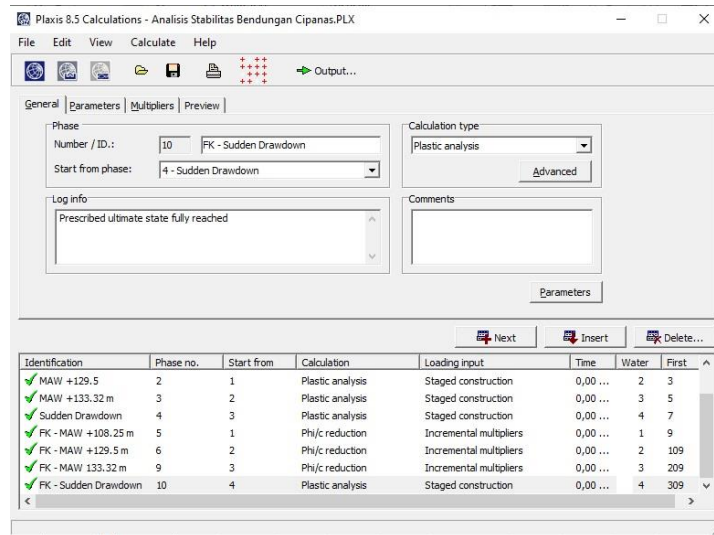 Plaxis 8.5 Calculations - Analisis Stabilitas Bendungan Cipanas.PLX
File Edit View Calculate Help
Output...
General Parameters Multipliers Preview
Phase
Number / ID.: 10 FK - Sudden Drawdown
Start from phase: 4 - Sudden Drawdown
Calculation type
Plastic analysis
Advanced
Log info
Prescribed ultimate state fully reached
Comments
Parameters
Next Insert Delete...
Identification Phase no. Start from Calculation Loading input Time Water First
MAW +129.5 2 1 Plastic analysis Staged construction 0,00 ... 2 3
MAW +133.32 m 3 2 Plastic analysis Staged construction 0,00 ... 3 5
Sudden Drawdown 4 3 Plastic analysis Staged construction 0,00 ... 4 7
FK - MAW +108.25 m 5 1 Phi/c reduction Incremental multipliers 0,00 ... 1 9
FK - MAW +129.5 m 6 2 Phi/c reduction Incremental multipliers 0,00 ... 2 109
FK - MAW 133.32 m 9 3 Phi/c reduction Incremental multipliers 0,00 ... 3 209
FK - Sudden Drawdown 10 4 Plastic analysis Staged construction 0,00 ... 4 309